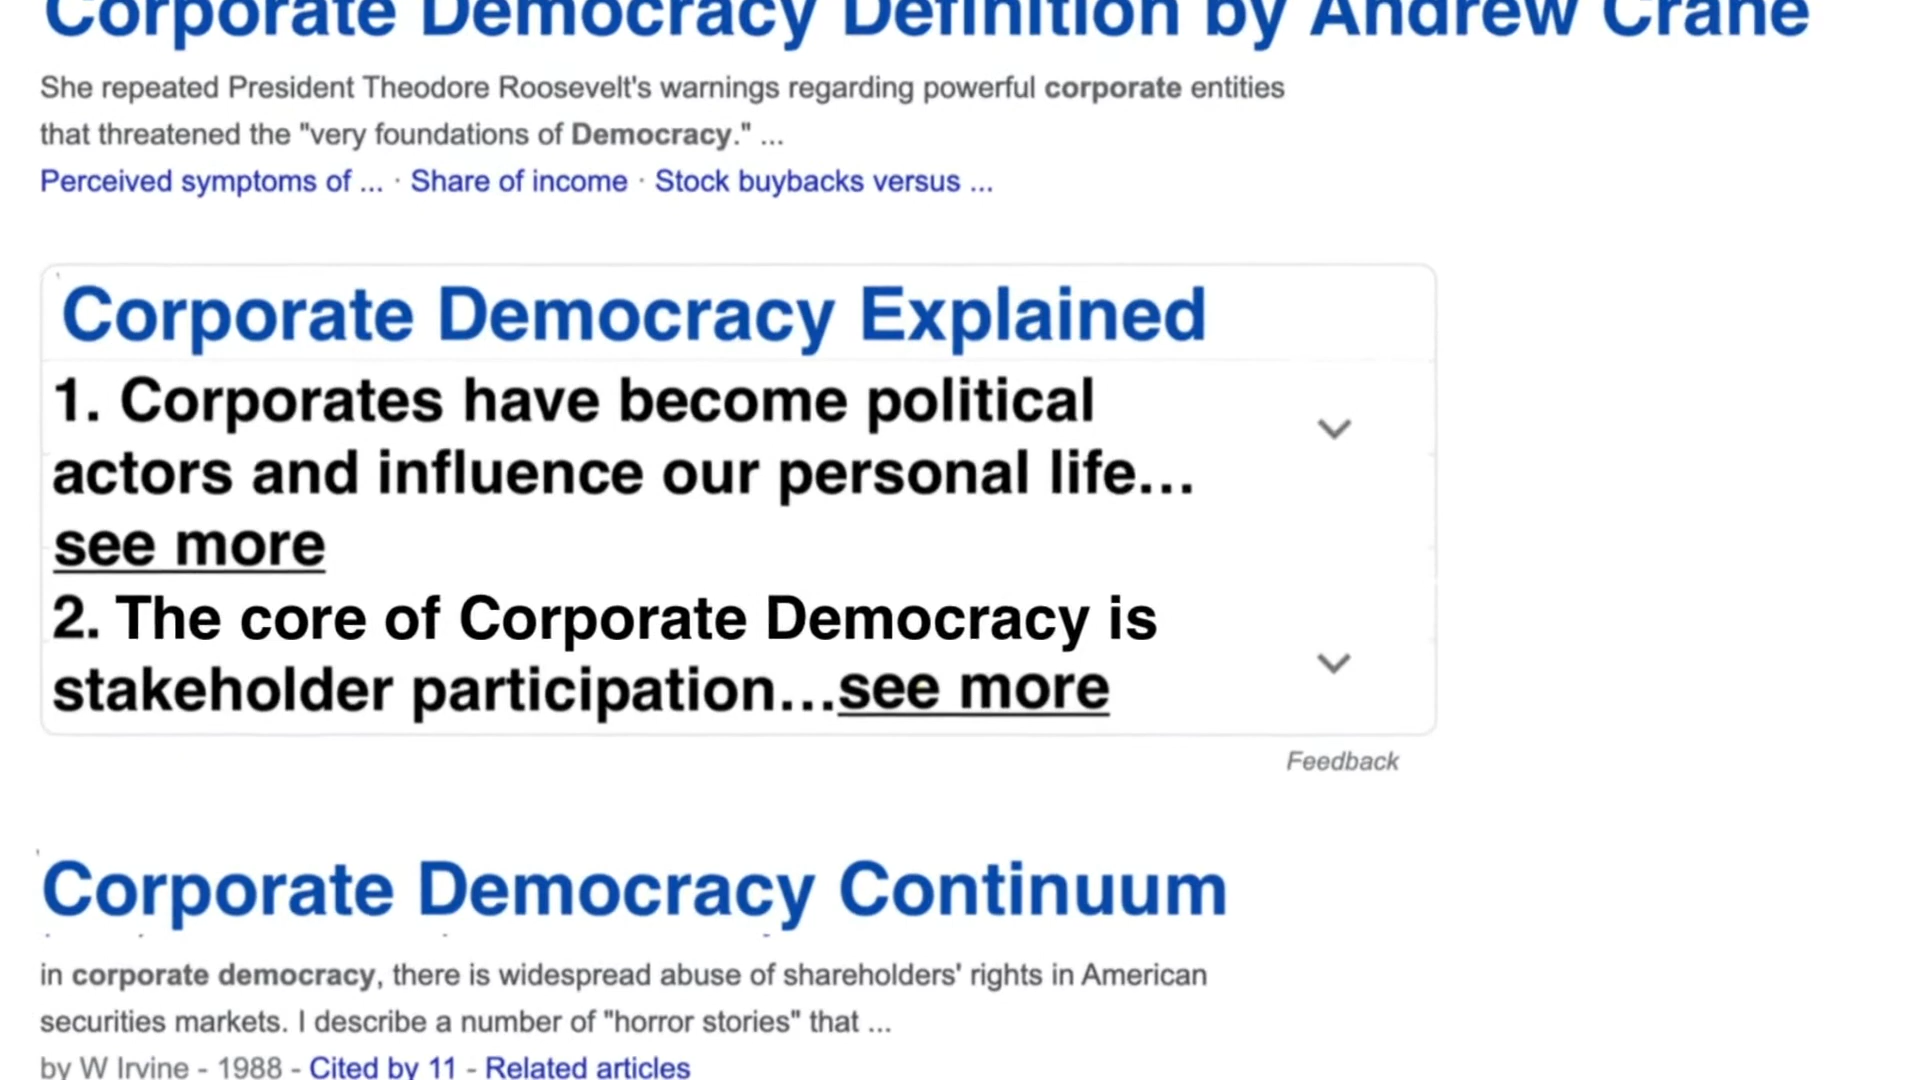 Corporate Democracy Definition by Andrew Crane
She repeated President Theodore Roosevelt's warnings regarding powerful corporate entities
that threatened the "very foundations of Democracy." ...
Perceived symptoms of ... · Share of income · Stock buybacks versus ...
Corporate Democracy Explained
1. Corporates have become political
actors and influence our personal life...
see more
2. The core of Corporate Democracy is
stakeholder participation...see more
Feedback
Corporate Democracy Continuum
in corporate democracy, there is widespread abuse of shareholders' rights in American
securities markets. I describe a number of "horror stories" that ...
by W Irvine - 1988 - Cited by 11 - Related articles